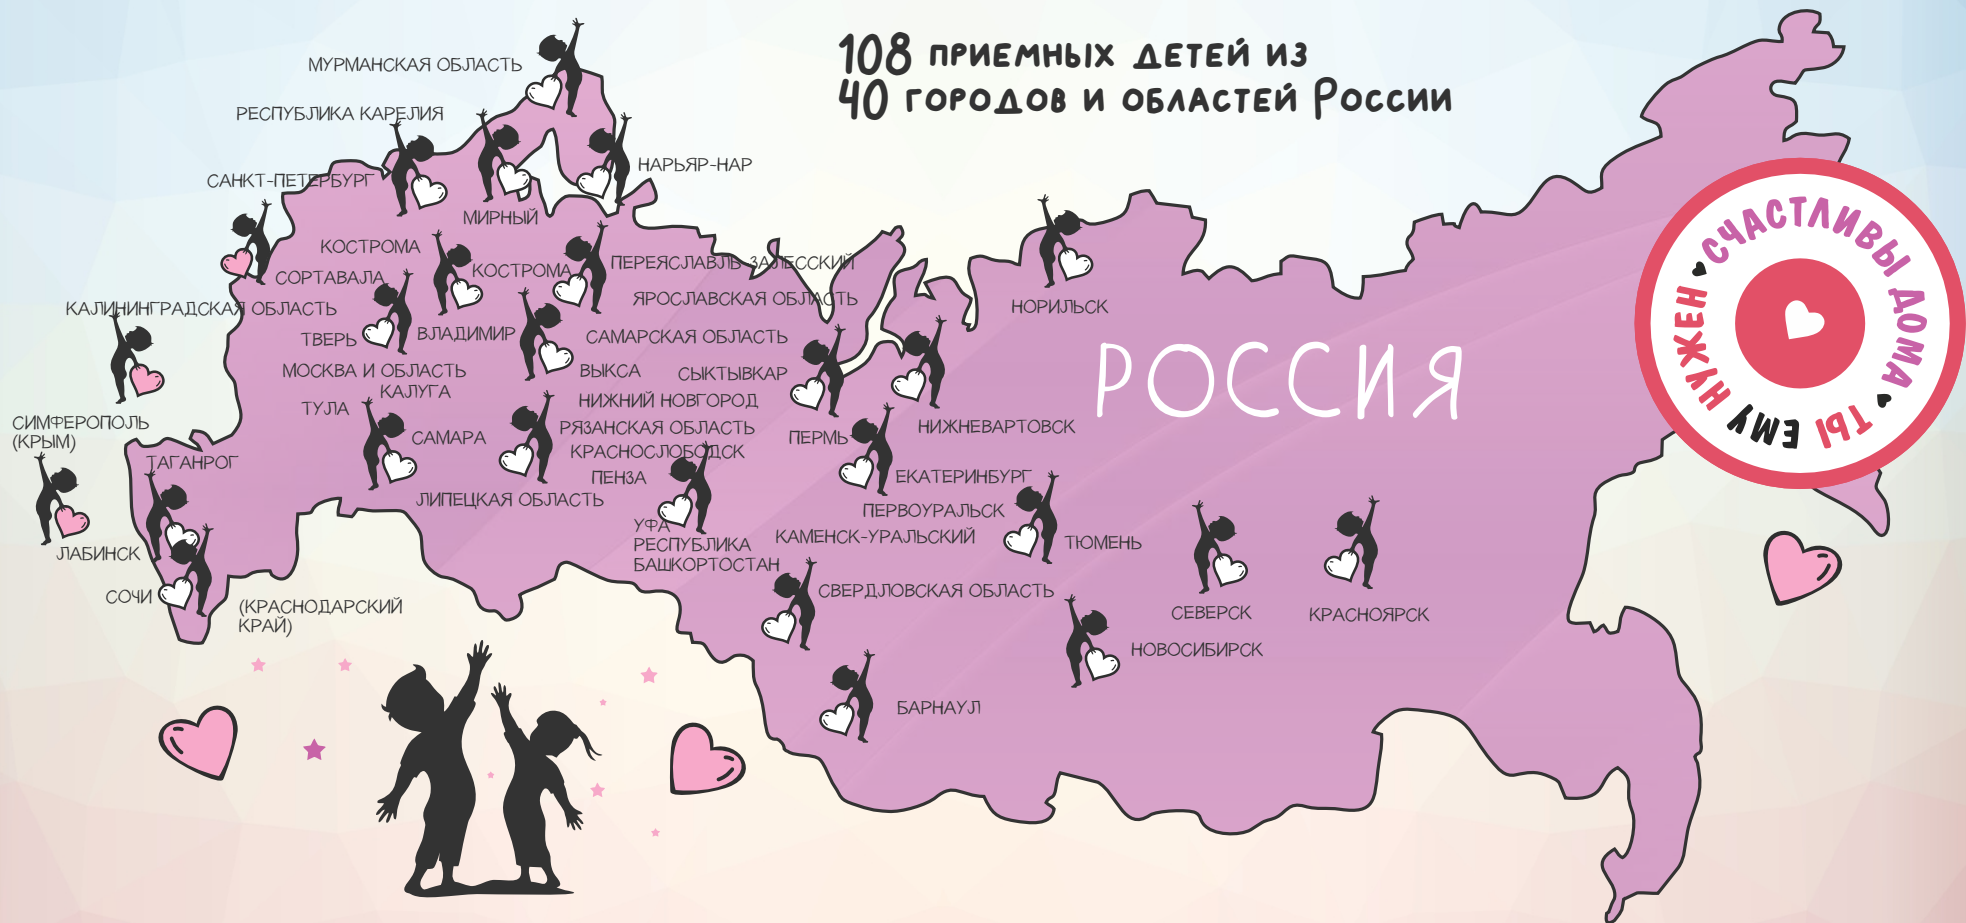 108 приемных детей из
40 городов и областей России
МУРМАНСКАЯ ОБЛАСТЬ
РЕСПУБЛИКА КАРЕЛИЯ
НАРЬЯР-НАР
САНКТ-ПЕТЕРБУРГ
МИРНЫЙ
КОСТРОМА
ПЕРЕЯСЛАВЛЬ-ЗАЛЕССКИЙ
КОСТРОМА
СОРТАВАЛА
ЯРОСЛАВСКАЯ ОБЛАСТЬ
КАЛИНИНГРАДСКАЯ ОБЛАСТЬ
НОРИЛЬСК
ТВЕРЬ
ВЛАДИМИР
САМАРСКАЯ ОБЛАСТЬ
МОСКВА И ОБЛАСТЬ
ВЫКСА
СЫКТЫВКАР
РОССИЯ
КАЛУГА
ТУЛА
НИЖНИЙ НОВГОРОД
СИМФЕРОПОЛЬ
(КРЫМ)
САМАРА
РЯЗАНСКАЯ ОБЛАСТЬ
ПЕРМЬ
НИЖНЕВАРТОВСК
КРАСНОСЛОБОДСК
ТАГАНРОГ
ПЕНЗА
ЕКАТЕРИНБУРГ
ЛИПЕЦКАЯ ОБЛАСТЬ
ПЕРВОУРАЛЬСК
УФА
РЕСПУБЛИКА
БАШКОРТОСТАН
КАМЕНСК-УРАЛЬСКИЙ
ТЮМЕНЬ
ЛАБИНСК
СОЧИ
(КРАСНОДАРСКИЙ
КРАЙ)
СВЕРДЛОВСКАЯ ОБЛАСТЬ
СЕВЕРСК
КРАСНОЯРСК
НОВОСИБИРСК
БАРНАУЛ
СЧАСТЛИВЫ ДОМА
ТЫ ЕМУ НУЖЕН